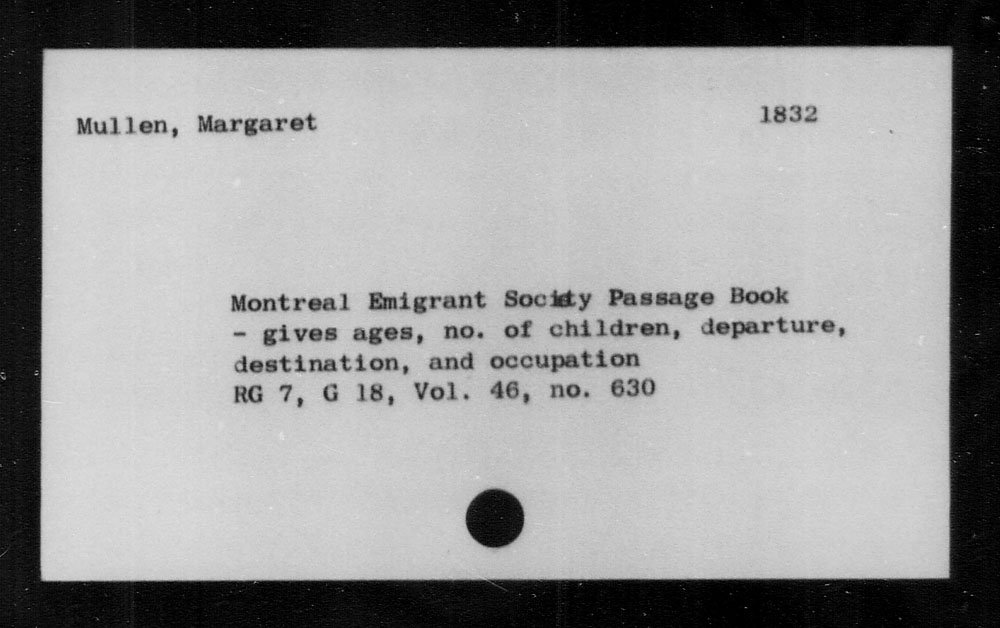 Mullen, Margaret 1832
Montreal Emigrant Society Passage Book
- gives ages, no. of children, departure,
destination, and occupation
RG 7, G 18, Vol. 46, no. 630